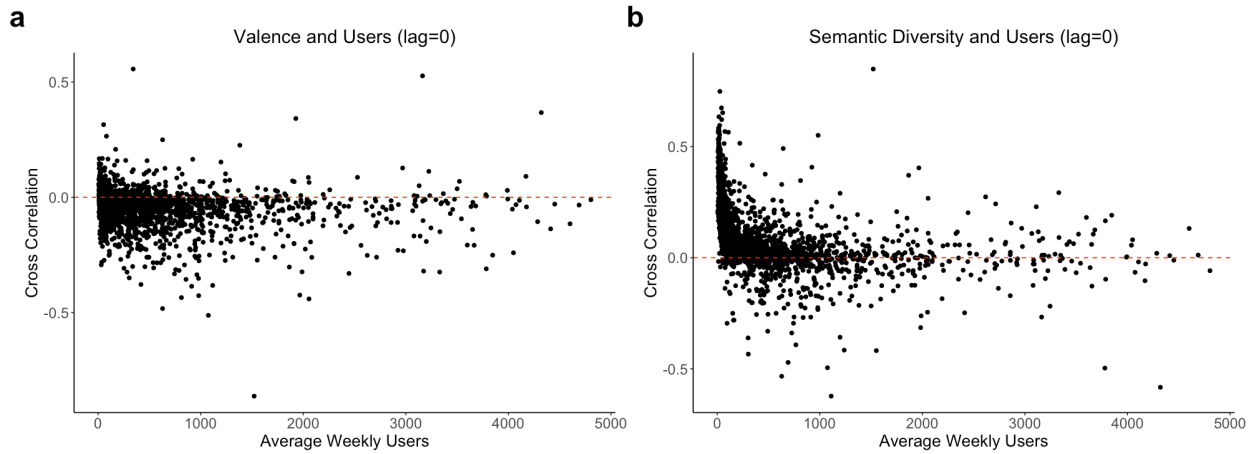 a
Valence and Users (lag=0)
Cross Correlation
0.5
0.0
-0.5
0 1000 2000 3000 4000 5000
Average Weekly Users
b
Semantic Diversity and Users (lag=0)
Cross Correlation
0.5
0.0
-0.5
0 1000 2000 3000 4000 5000
Average Weekly Users